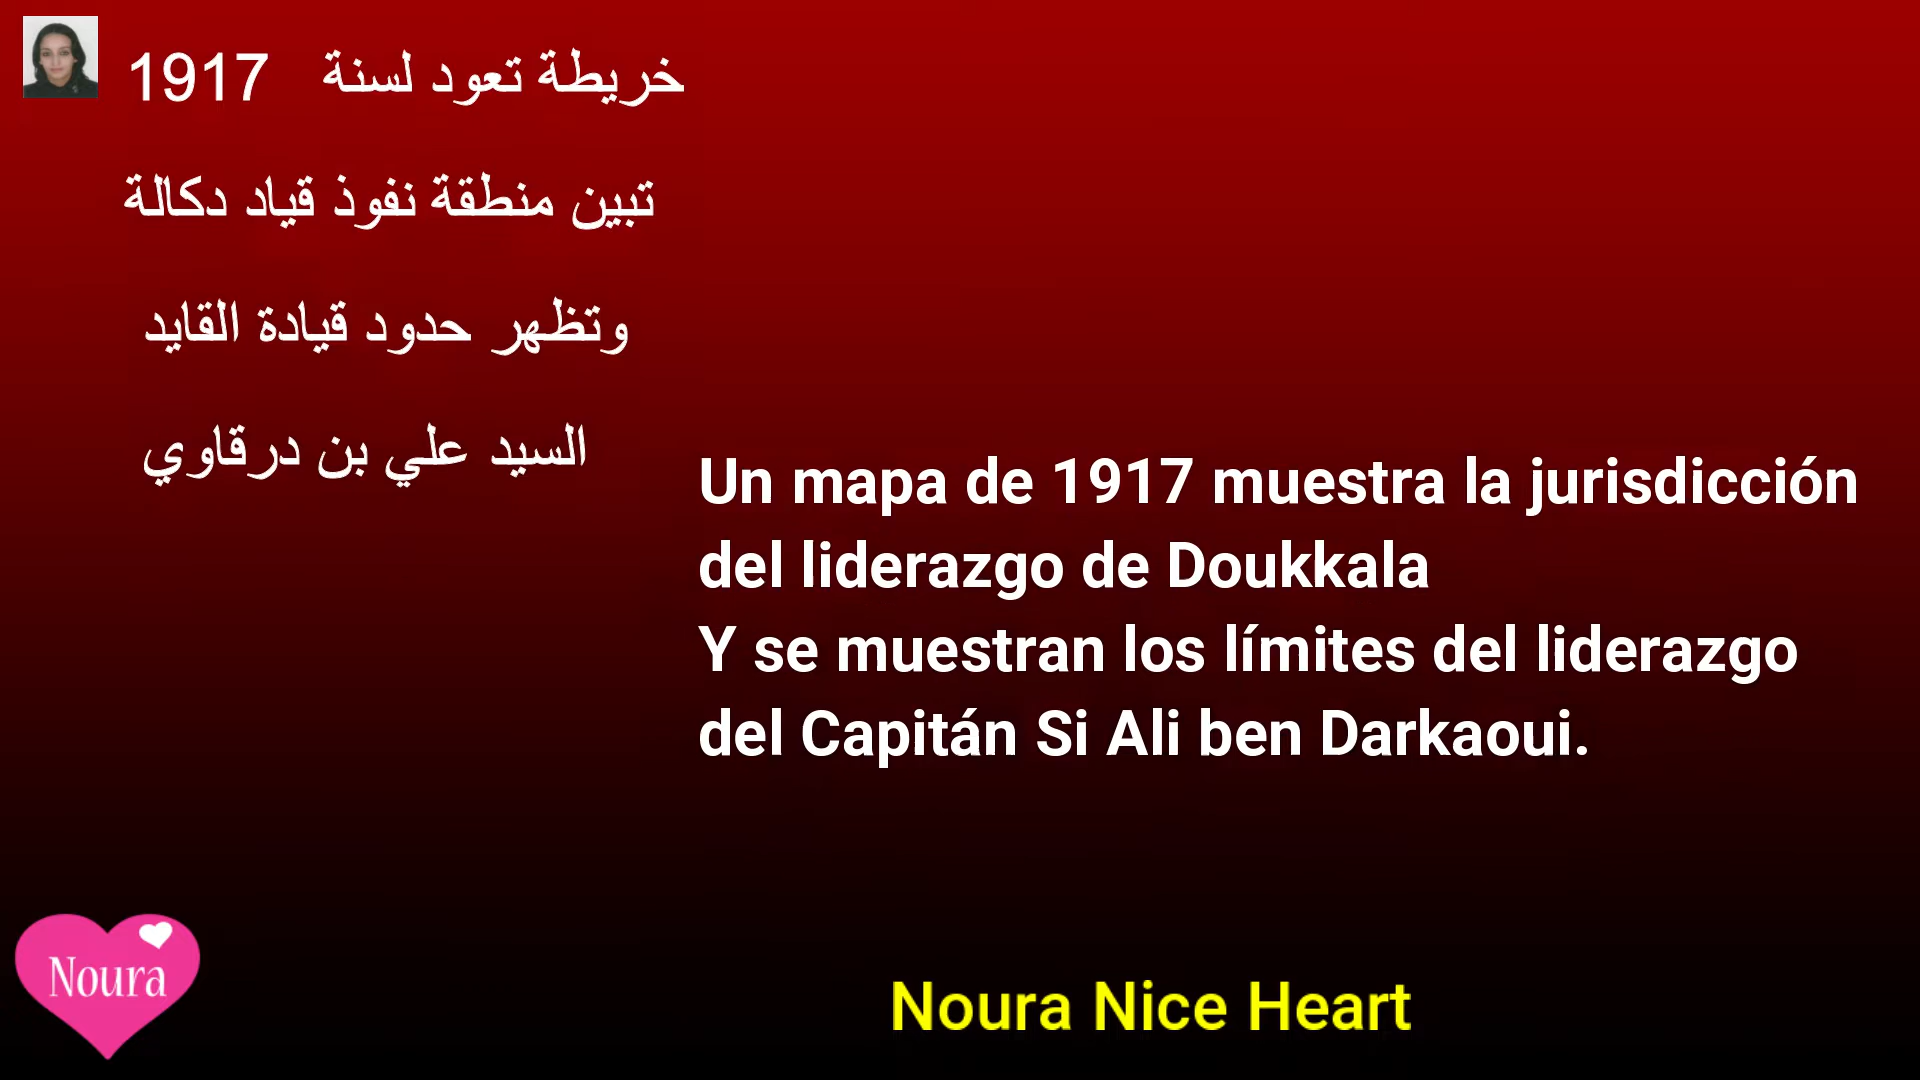 خريطة تعود لسنة 1917
تبين منطقة نفوذ قياد دكالة
وتظهر حدود قيادة القايد
السيد علي بن درقاوي
Un mapa de 1917 muestra la jurisdicción
del liderazgo de Doukkala
Y se muestran los límites del liderazgo
del Capitán Si Ali ben Darkaoui.
Noura
Noura Nice Heart